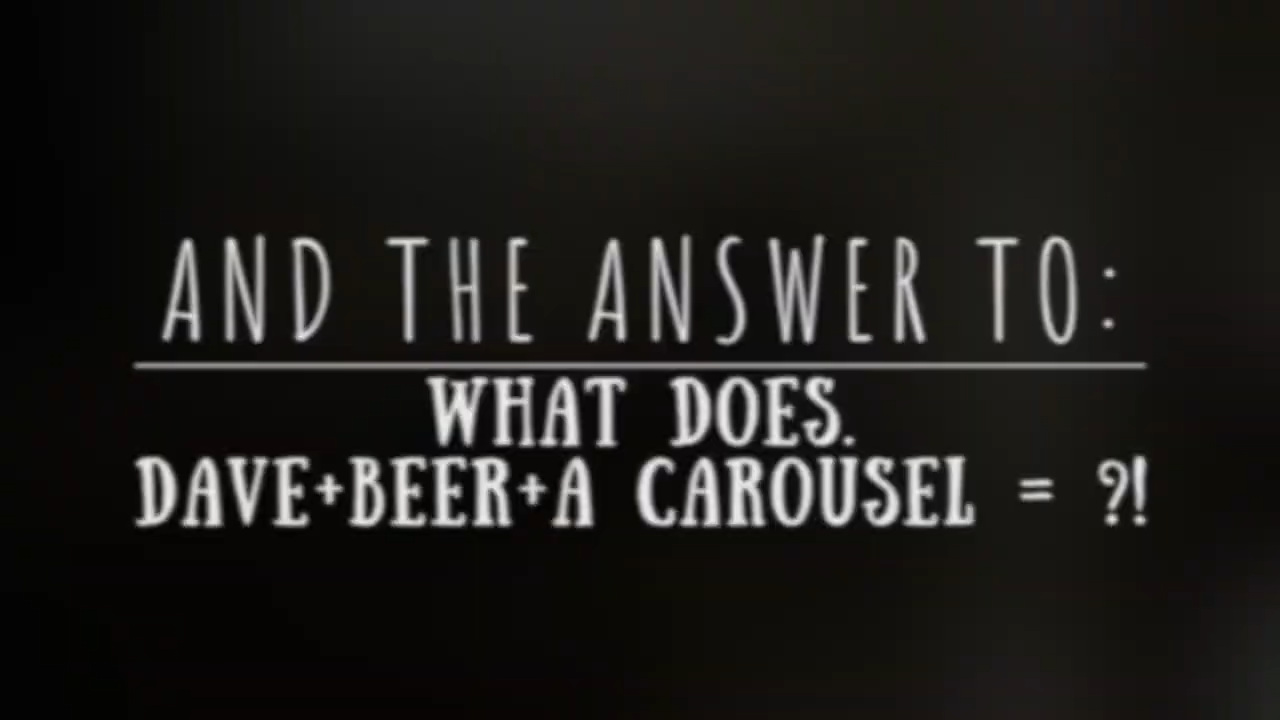 AND THE ANSWER TO:
WHAT DOES.
DAVE+BEER+A CAROUSEL = ?!